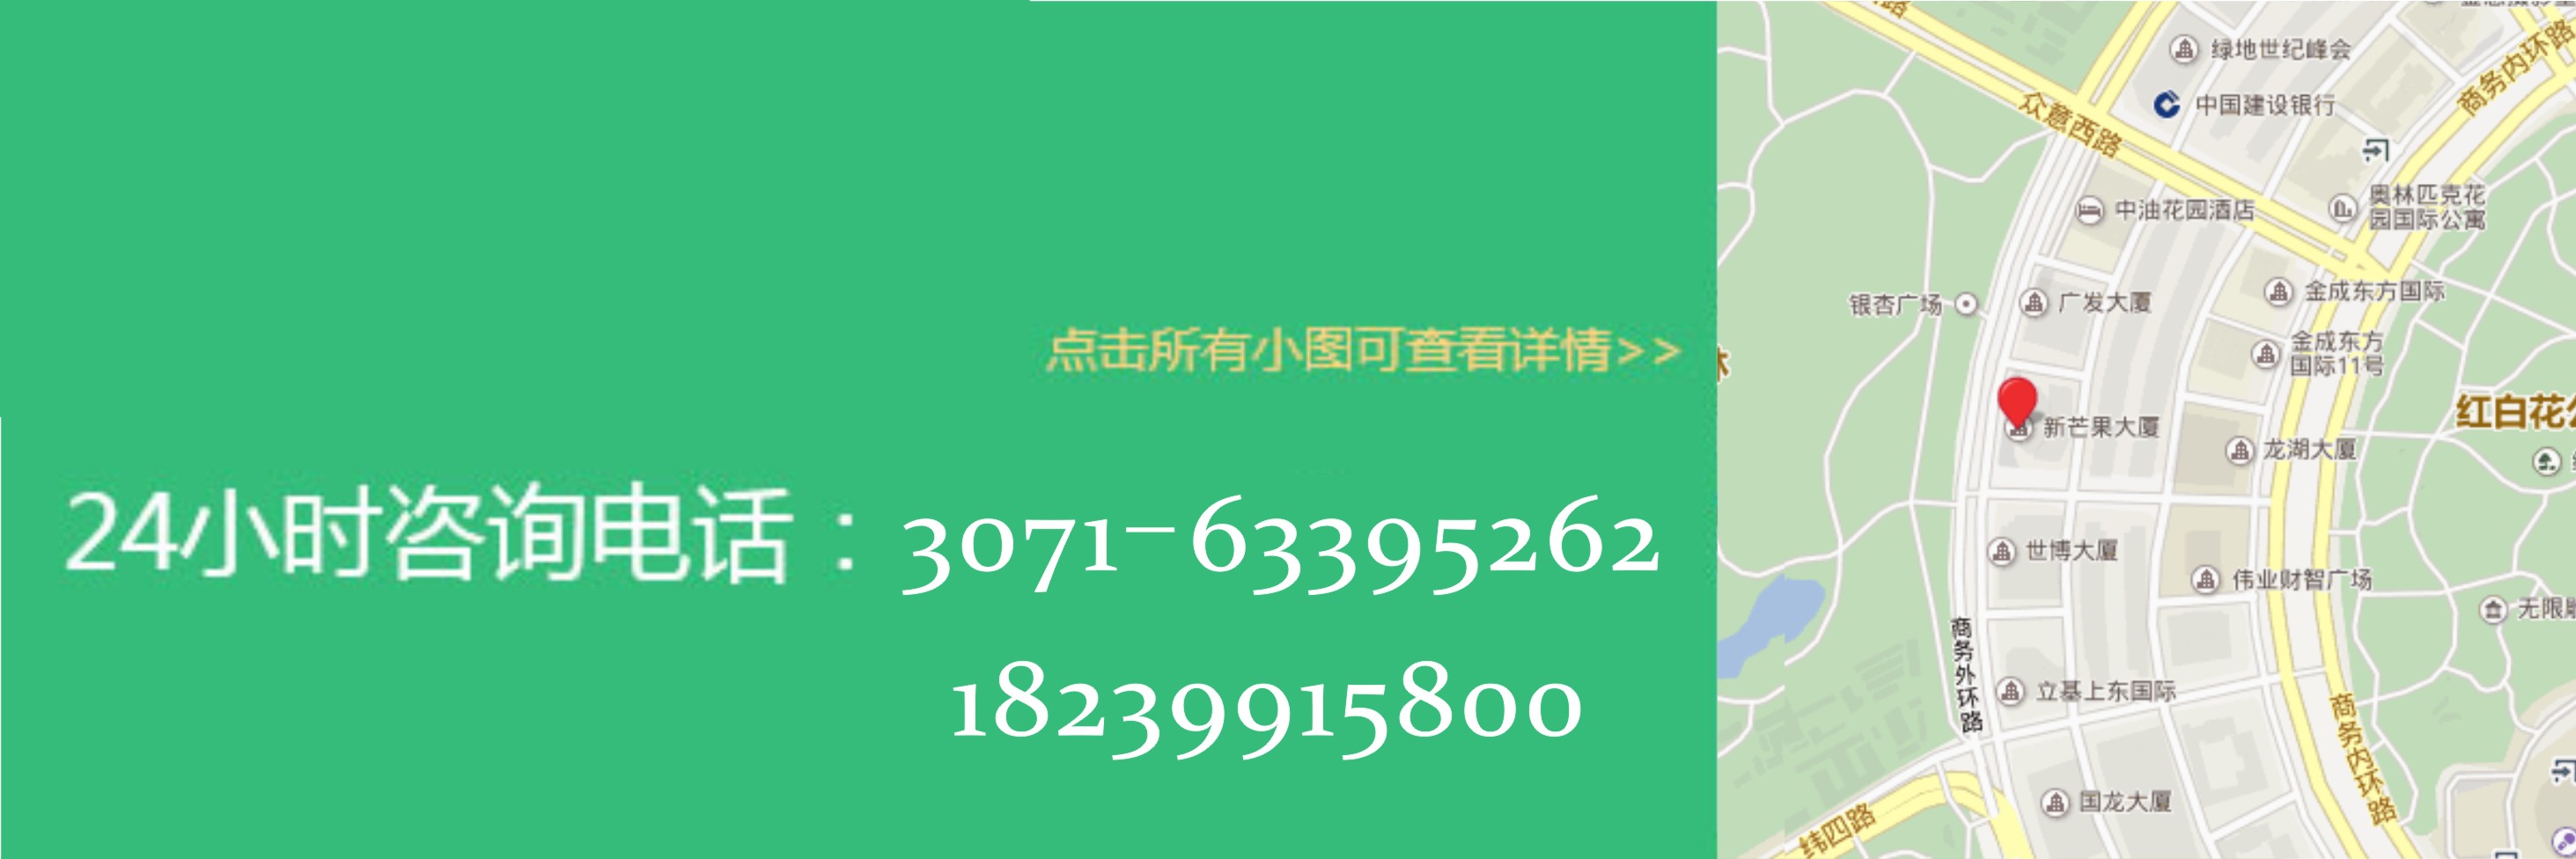 点击所有小图可查看详情>>
24小时咨询电话：3071-63395262
18239915800
绿地世纪峰会
中国建设银行
商务内环路
众意西路
奥林匹克花
园国际公寓
中油花园酒店
银杏广场
广发大厦
金成东方国际
金成东方
国际11号
新芒果大厦
龙湖大厦
红白花
世博大厦
伟业财智广场
无限
商务外环路
立基上东国际
商务内环路
国龙大厦
纬四路